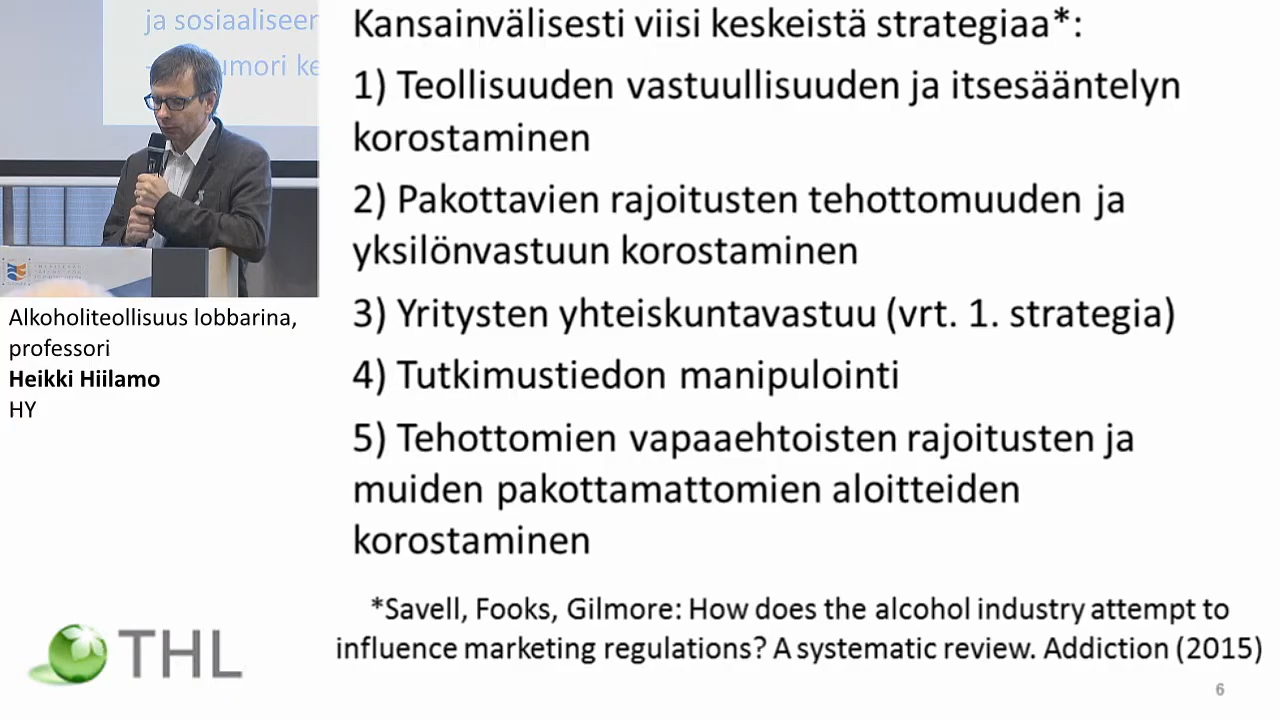 ja sosiaaliseen
umori ke
Alkoholiteollisuus lobbarina,
professori
Heikki Hiilamo
HY
THL
Kansainvälisesti viisi keskeistä strategiaa*:
1) Teollisuuden vastuullisuuden ja itsesääntelyn
korostaminen
2) Pakottavien rajoitusten tehottomuuden ja
yksilönvastuun korostaminen
3) Yritysten yhteiskuntavastuu (vrt. 1. strategia)
4) Tutkimustiedon manipulointi
5) Tehottomien vapaaehtoisten rajoitusten ja
muiden pakottamattomien aloitteiden
korostaminen
*Savell, Fooks, Gilmore: How does the alcohol industry attempt to
influence marketing regulations? A systematic review. Addiction (2015)
6